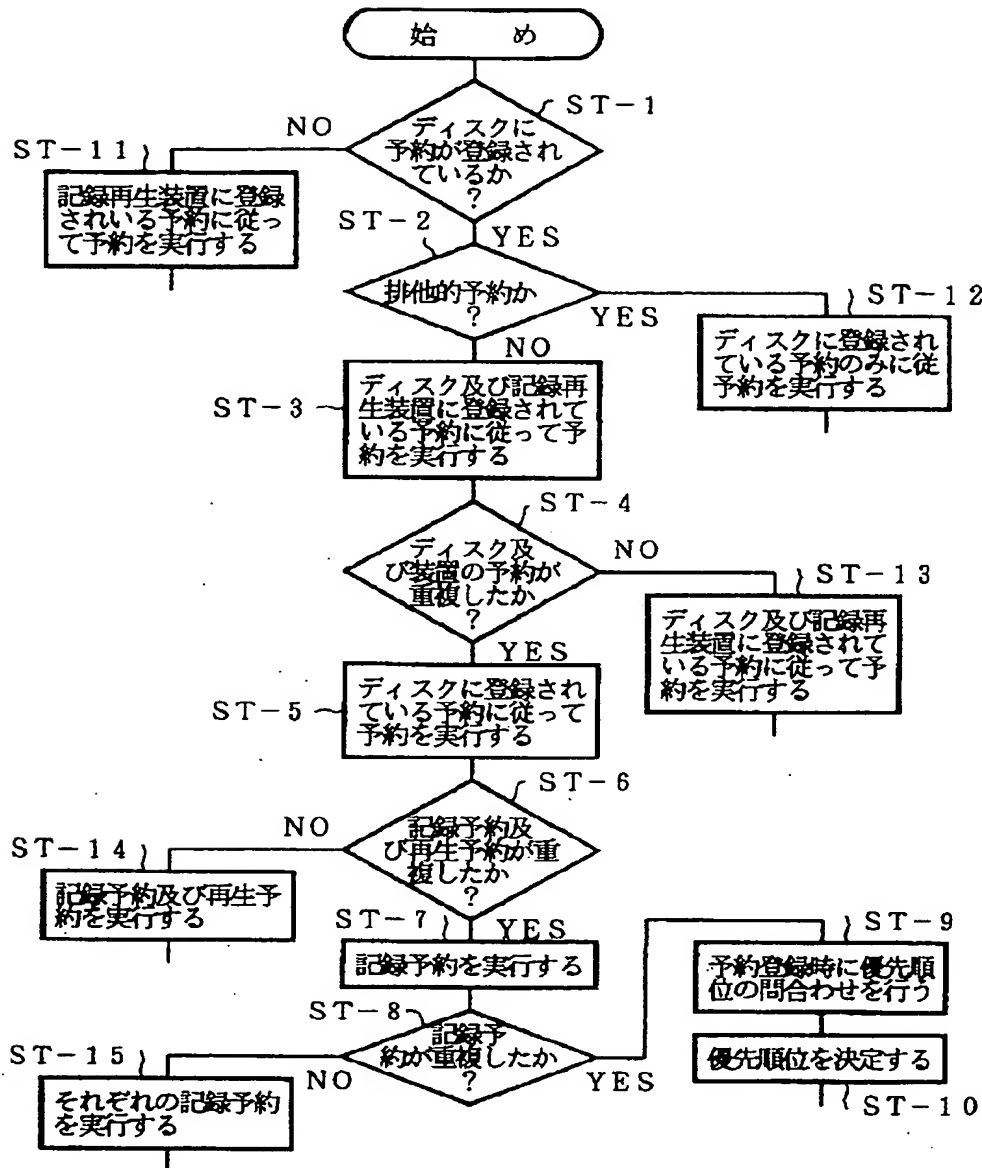 始 め
ST-1
ディスクに
予約が登録され
ているか
?
NO
ST-11
記録再生装置に登録
されいる予約に従っ
て予約を実行する
YES
ST-2
排他的予約か
?
YES
ST-12
ディスクに登録され
ている予約のみに従
予約を実行する
NO
ST-3
ディスク及び記録再
生装置に登録されて
いる予約に従って予
約を実行する
ST-4
ディスク及
び装置の予約が
重複したか
?
NO
ST-13
ディスク及び記録再
生装置に登録されて
いる予約に従って予
約を実行する
YES
ST-5
ディスクに登録され
ている予約に従って
予約を実行する
ST-6
記録予約及
び再生予約が重
複したか
?
NO
ST-14
記録予約及び再生予
約を実行する
YES
ST-7
記録予約を実行する
ST-8
記録予
約が重複したか
?
NO
ST-15
それぞれの記録予約
を実行する
YES
ST-9
予約登録時に優先順
位の問合わせを行う
優先順位を決定する
ST-10